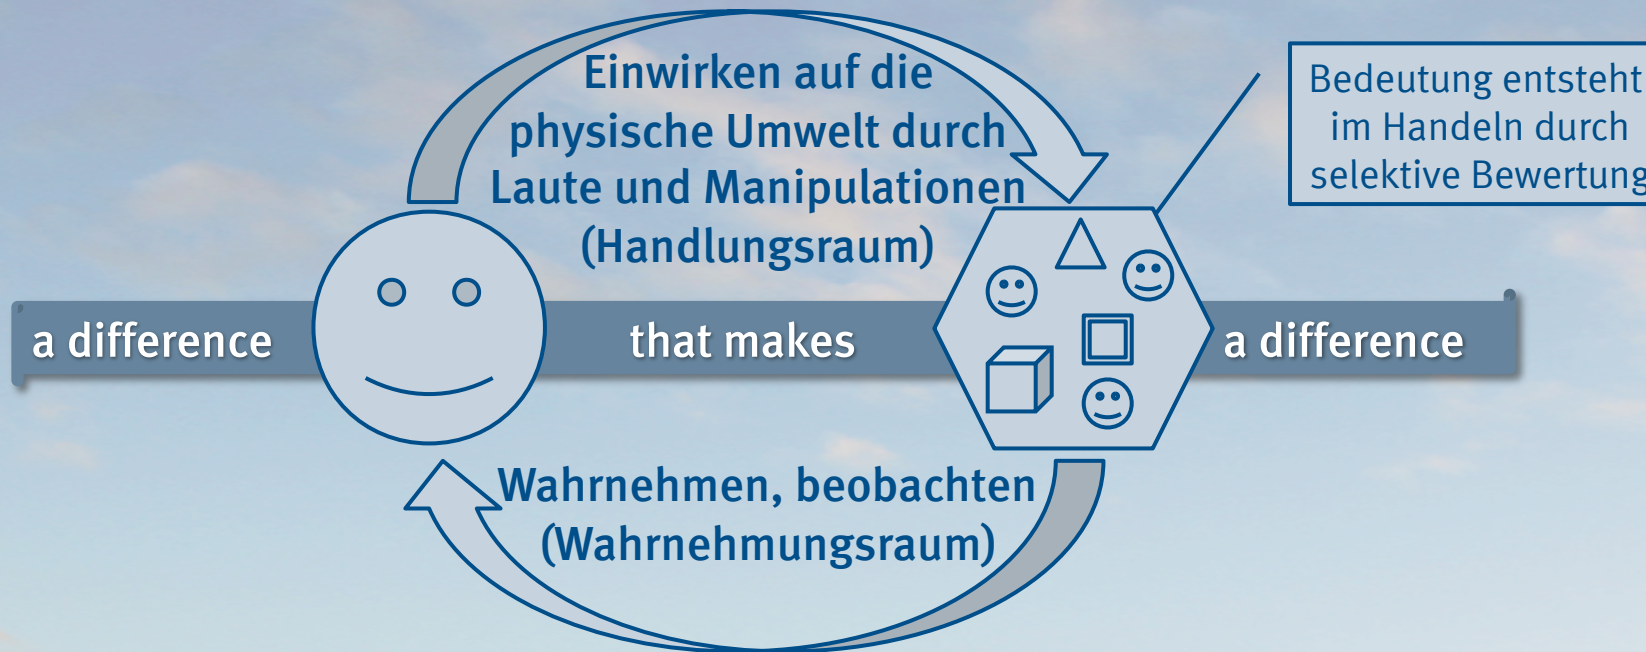 Einwirken auf die
physische Umwelt durch
Laute und Manipulationen
(Handlungsraum)
Bedeutung entsteht
im Handeln durch
selektive Bewertung
a difference
that makes
a difference
Wahrnehmen, beobachten
(Wahrnehmungsraum)